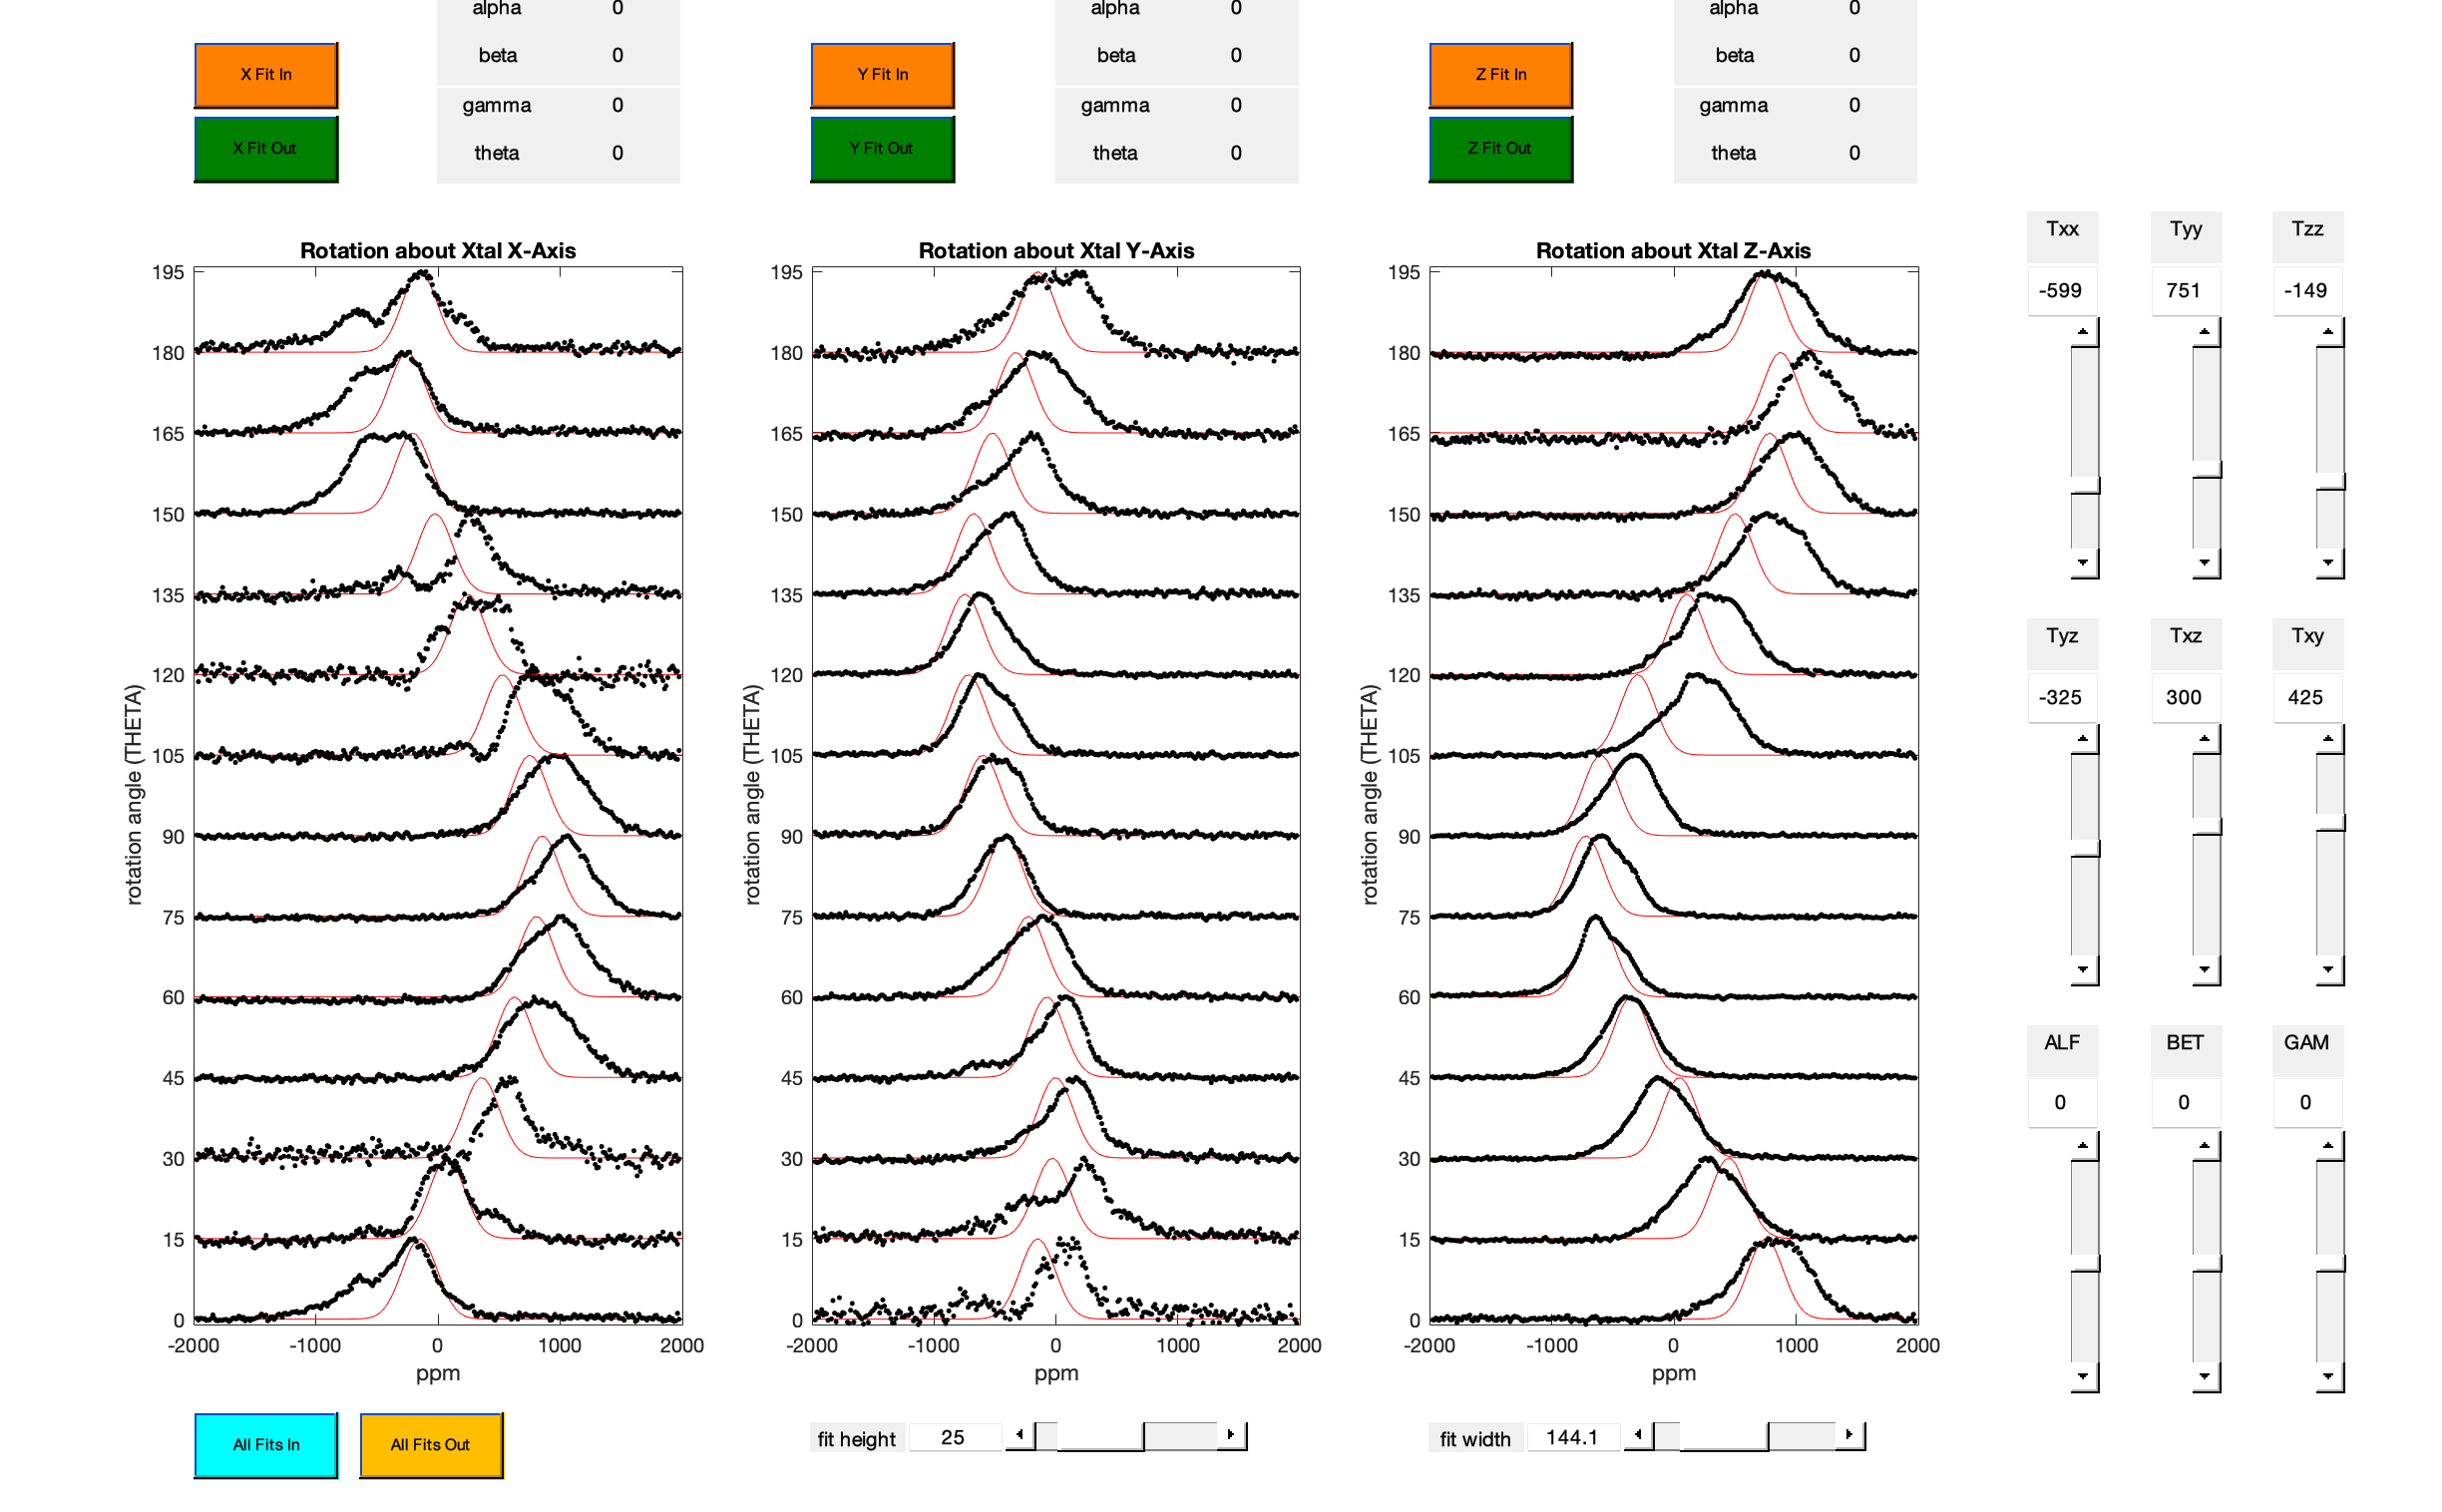 alpha 0 alpha 0 alpha 0
X Fit In beta 0 Y Fit In beta 0 Z Fit In beta 0
gamma 0 gamma 0 gamma 0
X Fit Out theta 0 Y Fit Out theta 0 Z Fit Out theta 0
Rotation about Xtal X-Axis
195
180
165
150
135
120
105
90
75
60
45
30
15
0
rotation angle (THETA)
-2000 -1000 0 1000 2000
ppm
Rotation about Xtal Y-Axis
195
180
165
150
135
120
105
90
75
60
45
30
15
0
rotation angle (THETA)
-2000 -1000 0 1000 2000
ppm
Rotation about Xtal Z-Axis
195
180
165
150
135
120
105
90
75
60
45
30
15
0
rotation angle (THETA)
-2000 -1000 0 1000 2000
ppm
Txx Tyy Tzz
-599 751 -149
Tyz Txz Txy
-325 300 425
ALF BET GAM
0 0 0
All Fits In All Fits Out fit height 25 fit width 144.1